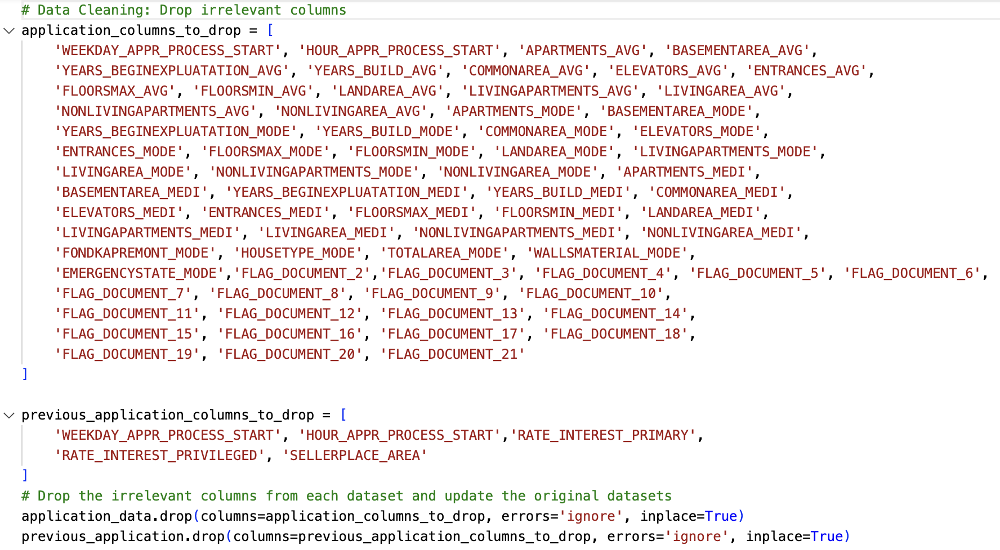 # Data Cleaning: Drop irrelevant columns
application_columns_to_drop = [
'WEEKDAY_APPR_PROCESS_START', 'HOUR_APPR_PROCESS_START', 'APARTMENTS_AVG', 'BASEMENTAREA_AVG',
'YEARS_BEGINEXPLUATATION_AVG', 'YEARS_BUILD_AVG', 'COMMONAREA_AVG', 'ELEVATORS_AVG', 'ENTRANCES_AVG',
'FLOORSMAX_AVG', 'FLOORSMIN_AVG', 'LANDAREA_AVG', 'LIVINGAPARTMENTS_AVG', 'LIVINGAREA_AVG',
'NONLIVINGAPARTMENTS_AVG', 'NONLIVINGAREA_AVG', 'APARTMENTS_MODE', 'BASEMENTAREA_MODE',
'YEARS_BEGINEXPLUATATION_MODE', 'YEARS_BUILD_MODE', 'COMMONAREA_MODE', 'ELEVATORS_MODE',
'ENTRANCES_MODE', 'FLOORSMAX_MODE', 'FLOORSMIN_MODE', 'LANDAREA_MODE', 'LIVINGAPARTMENTS_MODE',
'LIVINGAREA_MODE', 'NONLIVINGAPARTMENTS_MODE', 'NONLIVINGAREA_MODE', 'APARTMENTS_MEDI',
'BASEMENTAREA_MEDI', 'YEARS_BEGINEXPLUATATION_MEDI', 'YEARS_BUILD_MEDI', 'COMMONAREA_MEDI',
'ELEVATORS_MEDI', 'ENTRANCES_MEDI', 'FLOORSMAX_MEDI', 'FLOORSMIN_MEDI', 'LANDAREA_MEDI',
'LIVINGAPARTMENTS_MEDI', 'LIVINGAREA_MEDI', 'NONLIVINGAPARTMENTS_MEDI', 'NONLIVINGAREA_MEDI',
'FONDKAPREMONT_MODE', 'HOUSETYPE_MODE', 'TOTALAREA_MODE', 'WALLSMATERIAL_MODE',
'EMERGENCYSTATE_MODE','FLAG_DOCUMENT_2','FLAG_DOCUMENT_3', 'FLAG_DOCUMENT_4', 'FLAG_DOCUMENT_5', 'FLAG_DOCUMENT_6',
'FLAG_DOCUMENT_7', 'FLAG_DOCUMENT_8', 'FLAG_DOCUMENT_9', 'FLAG_DOCUMENT_10',
'FLAG_DOCUMENT_11', 'FLAG_DOCUMENT_12', 'FLAG_DOCUMENT_13', 'FLAG_DOCUMENT_14',
'FLAG_DOCUMENT_15', 'FLAG_DOCUMENT_16', 'FLAG_DOCUMENT_17', 'FLAG_DOCUMENT_18',
'FLAG_DOCUMENT_19', 'FLAG_DOCUMENT_20', 'FLAG_DOCUMENT_21'
]
previous_application_columns_to_drop = [
'WEEKDAY_APPR_PROCESS_START', 'HOUR_APPR_PROCESS_START','RATE_INTEREST_PRIMARY',
'RATE_INTEREST_PRIVILEGED', 'SELLERPLACE_AREA'
]
# Drop the irrelevant columns from each dataset and update the original datasets
application_data.drop(columns=application_columns_to_drop, errors='ignore', inplace=True)
previous_application.drop(columns=previous_application_columns_to_drop, errors='ignore', inplace=True)